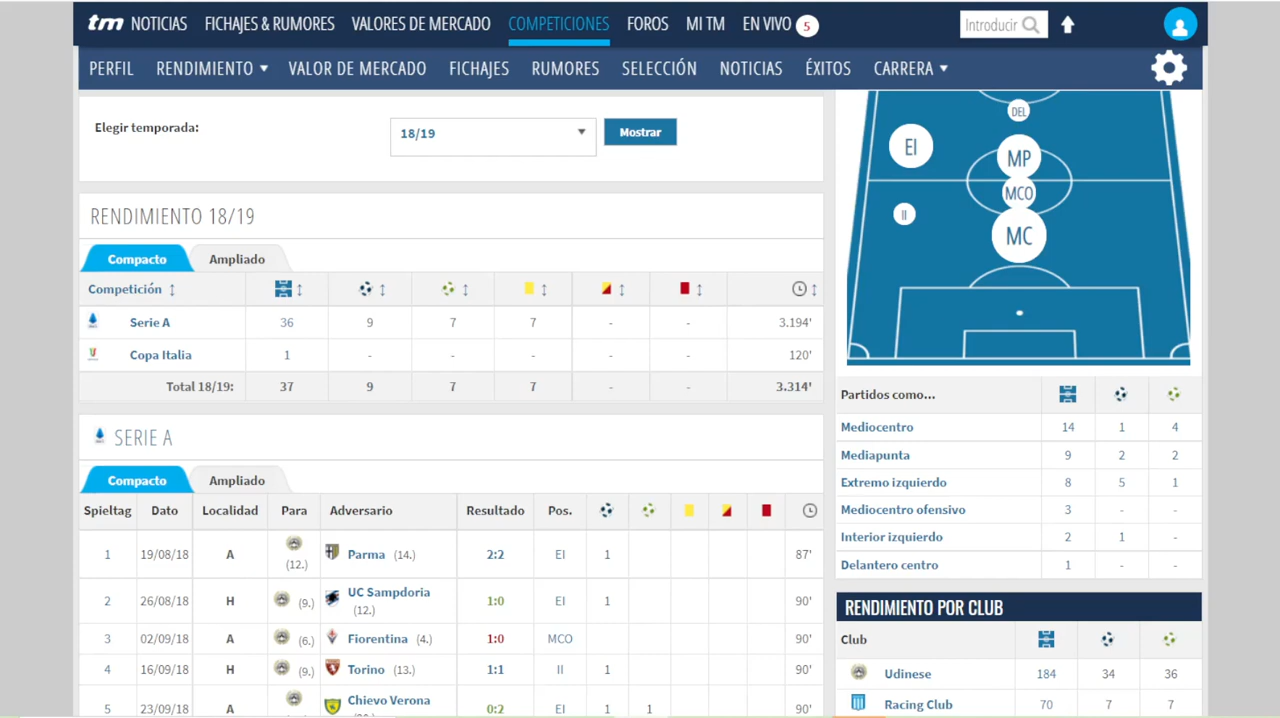 tm NOTICIAS FICHAJES & RUMORES VALORES DE MERCADO COMPETICIONES FOROS MI TM EN VIVO 5 Introducir
PERFIL RENDIMIENTO VALOR DE MERCADO FICHAJES RUMORES SELECCIÓN NOTICIAS ÉXITOS CARRERA
Elegir temporada: 18/19 Mostrar
RENDIMIENTO 18/19
Compacto Ampliado
Competición
Serie A 36 9 7 7 - - 3.194'
Copa Italia 1 - - - - - 120'
Total 18/19: 37 9 7 7 - - 3.314'
SERIE A
Compacto Ampliado
Spieltag Dato Localidad Para Adversario Resultado Pos.
1 19/08/18 A (12.) Parma (14.) 2:2 EI 1 87'
2 26/08/18 H (9.) UC Sampdoria (12.) 1:0 EI 1 90'
3 02/09/18 A (6.) Fiorentina (4.) 1:0 MCO 90'
4 16/09/18 H (9.) Torino (13.) 1:1 II 1 90'
5 23/09/18 A Chievo Verona 0:2 EI 1 1 90'
DEL
EI
MP
MCO
II
MC
Partidos como...
Mediocentro 14 1 4
Mediapunta 9 2 2
Extremo izquierdo 8 5 1
Mediocentro ofensivo 3 - -
Interior izquierdo 2 1 -
Delantero centro 1 - -
RENDIMIENTO POR CLUB
Club
Udinese 184 34 36
Racing Club 70 7 7